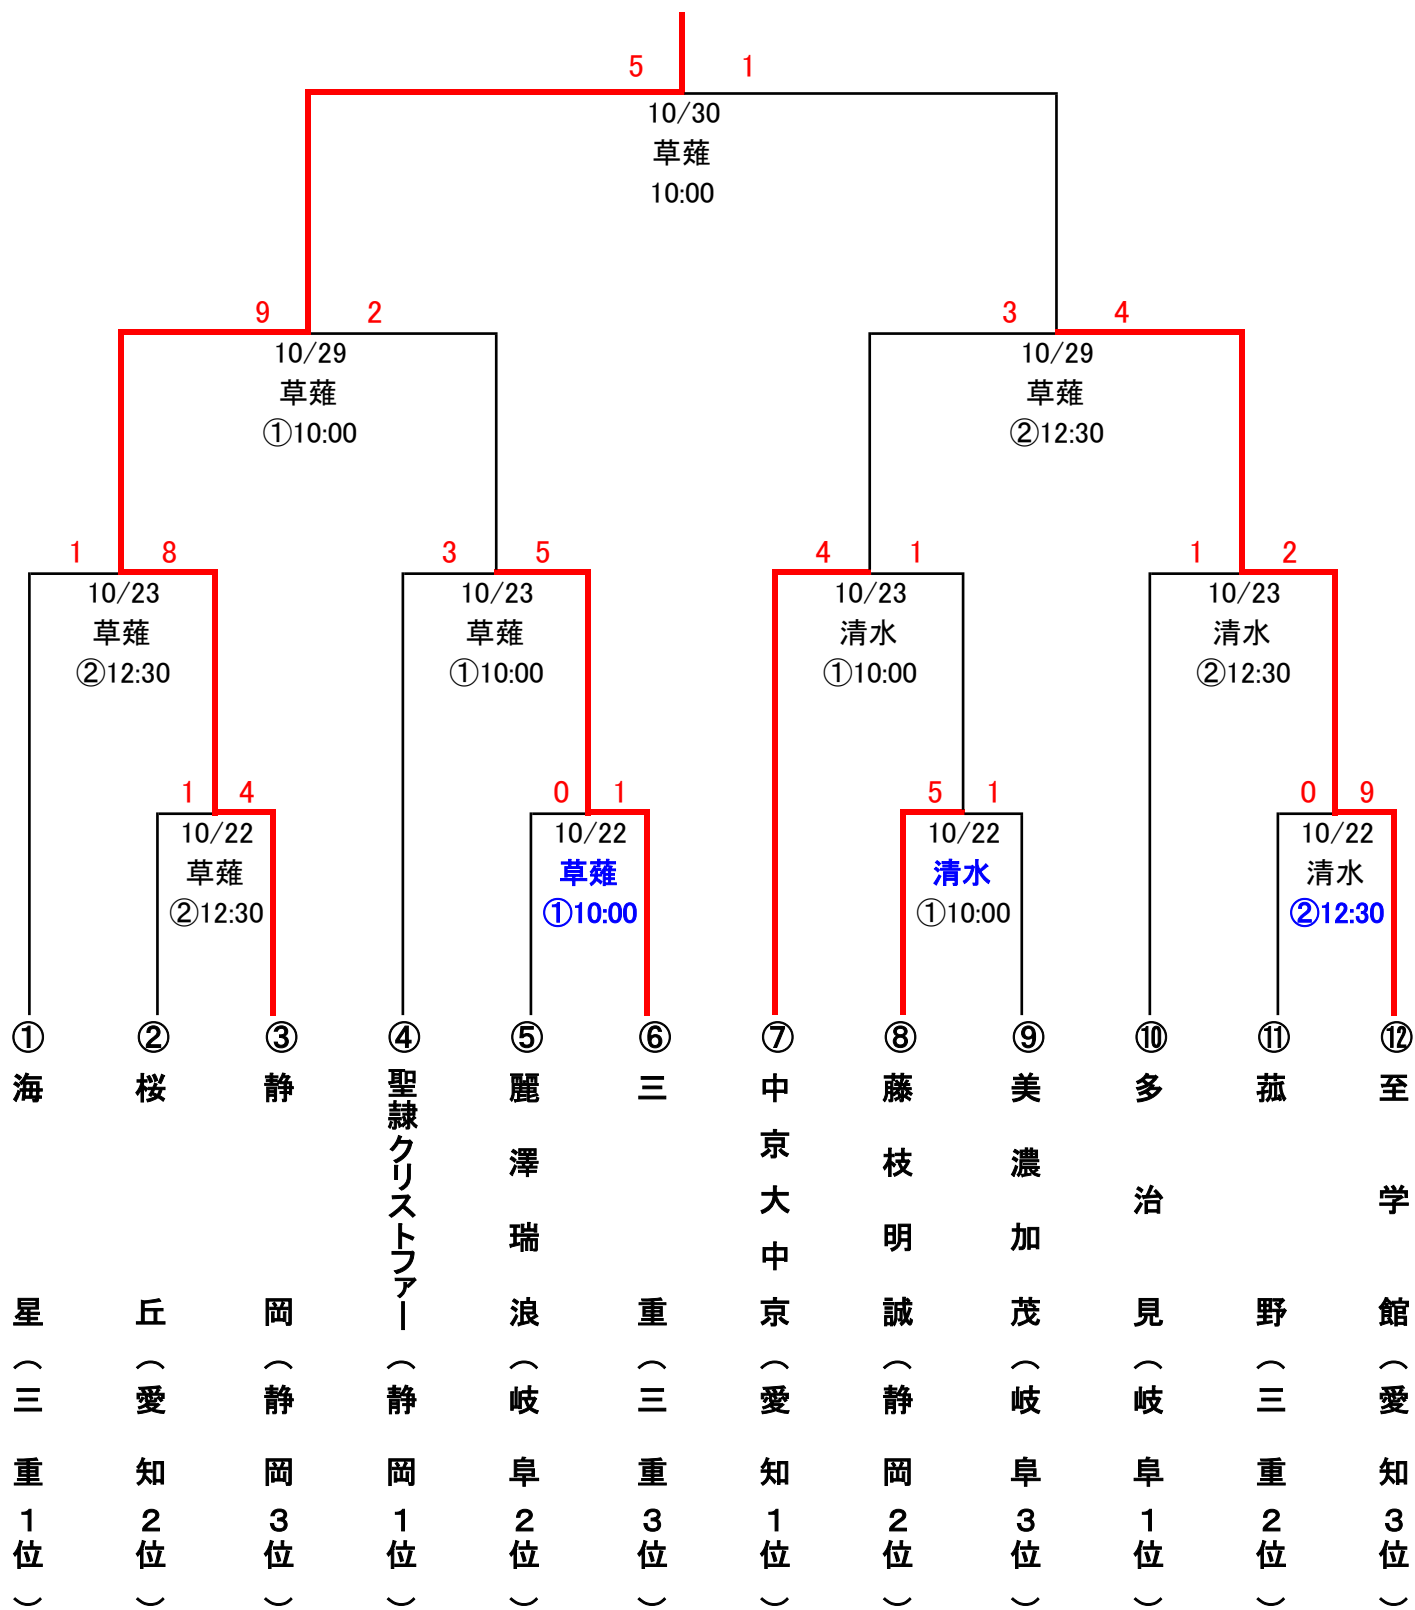 5 1
10/30
草薙
10:00
9 2
10/29
草薙
①10:00
3 4
10/29
草薙
②12:30
1 8
10/23
草薙
②12:30
3 5
10/23
草薙
①10:00
4 1
10/23
清水
①10:00
1 2
10/23
清水
②12:30
1 4
10/22
草薙
②12:30
0 1
10/22
草薙
①10:00
5 1
10/22
清水
①10:00
0 9
10/22
清水
②12:30
①海星(三重1位)
②桜丘(愛知2位)
③静岡(静岡3位)
④聖隷クリストファー(静岡1位)
⑤麗澤瑞浪(岐阜2位)
⑥三重(三重3位)
⑦中京大中京(愛知1位)
⑧藤枝明誠(静岡2位)
⑨美濃加茂(岐阜3位)
⑩多治見(岐阜1位)
⑪菰野(三重2位)
⑫至学館(愛知3位)